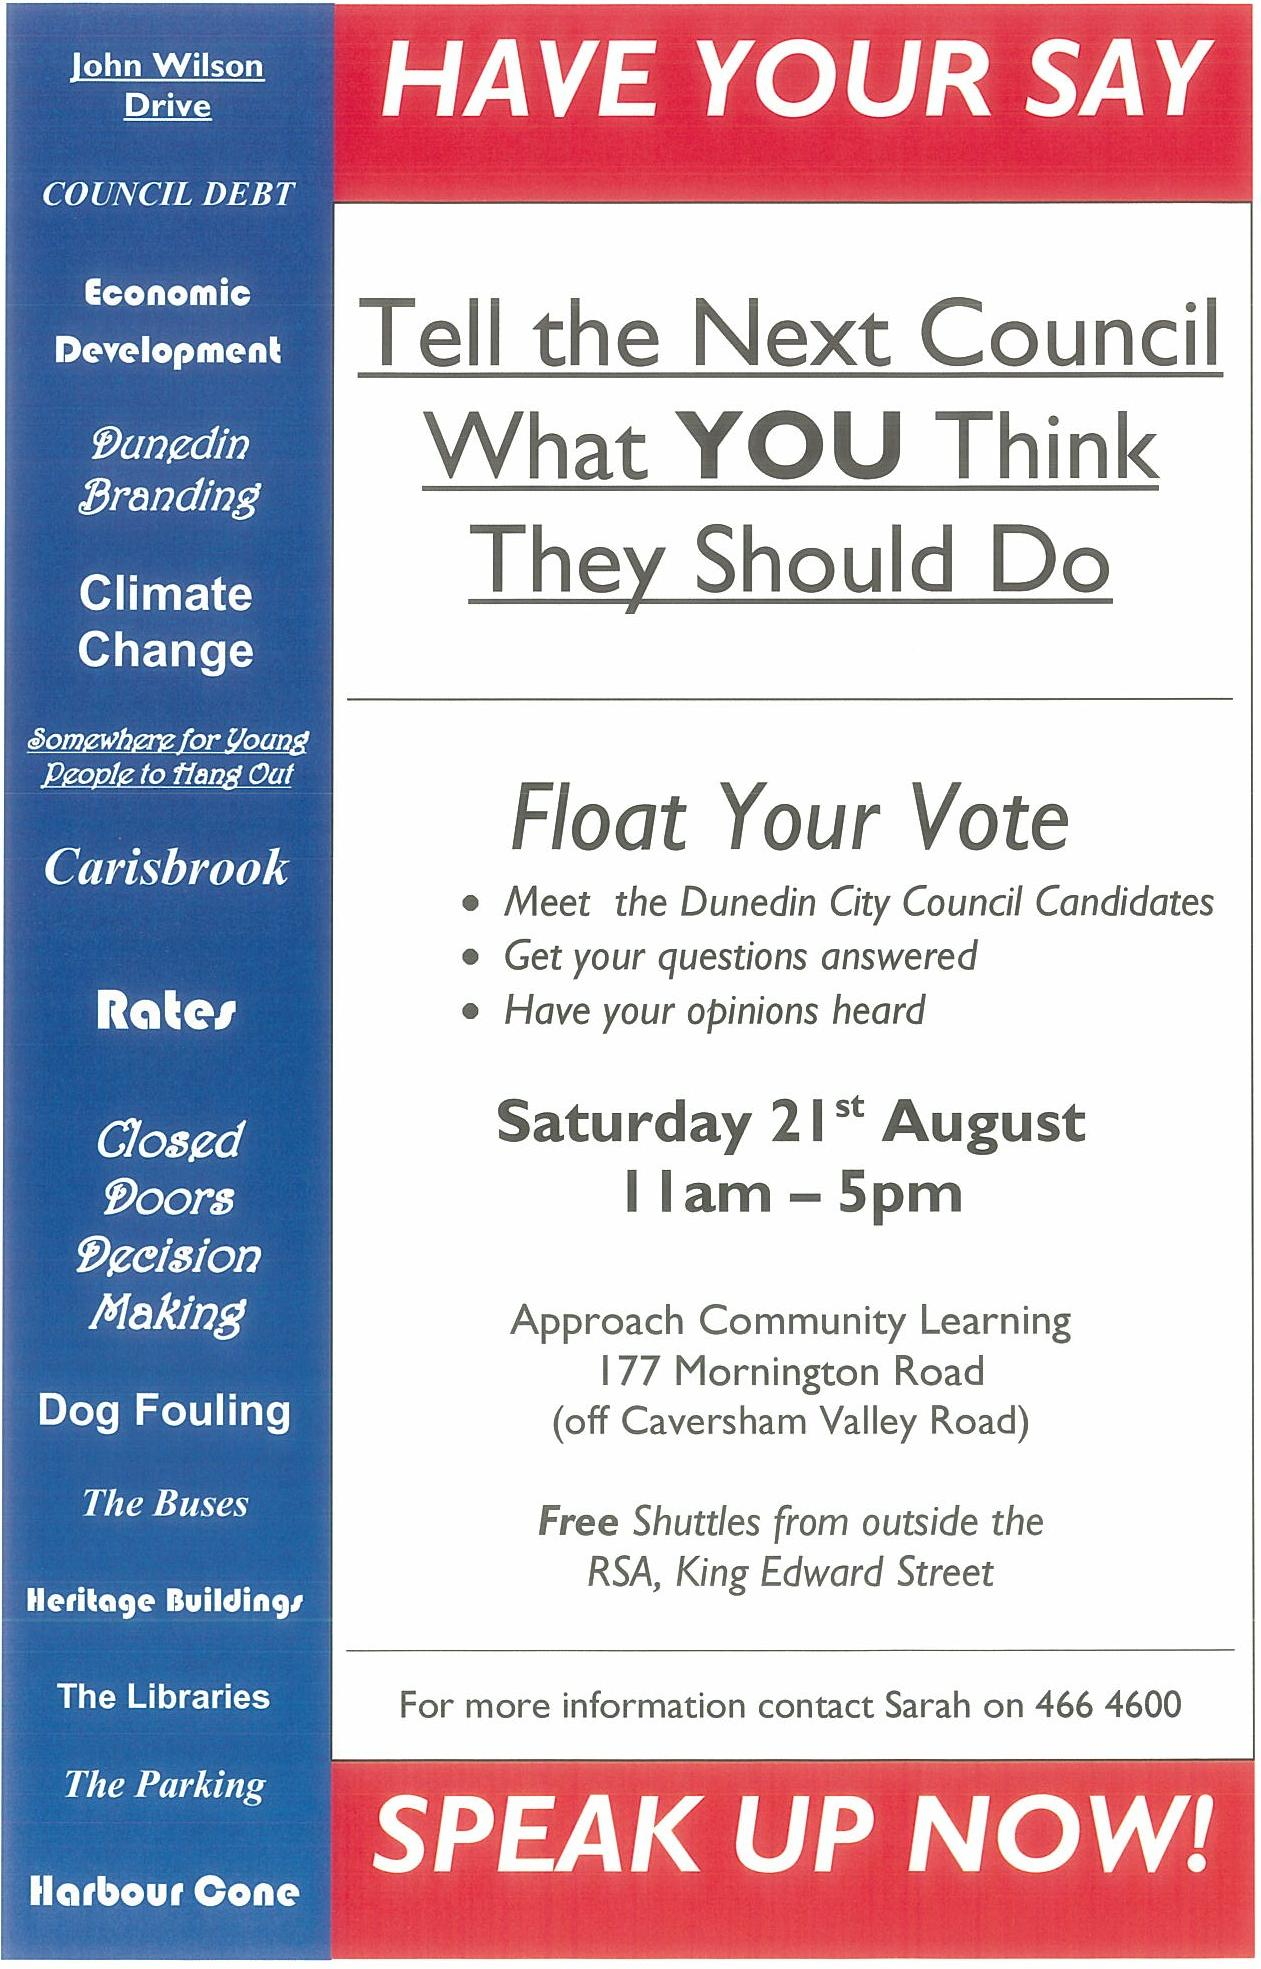 John Wilson
Drive
COUNCIL DEBT
Economic
Development
Dunedin
Branding
Climate
Change
Somewhere for Young
People to Hang Out
Carisbrook
Rates
Closed
Doors
Decision
Making
Dog Fouling
The Buses
Heritage Buildings
The Libraries
The Parking
Harbour Cone
HAVE YOUR SAY
Tell the Next Council
What YOU Think
They Should Do
Float Your Vote
• Meet the Dunedin City Council Candidates
• Get your questions answered
• Have your opinions heard
Saturday 21st August
11am – 5pm
Approach Community Learning
177 Mornington Road
(off Caversham Valley Road)
Free Shuttles from outside the
RSA, King Edward Street
For more information contact Sarah on 466 4600
SPEAK UP NOW!